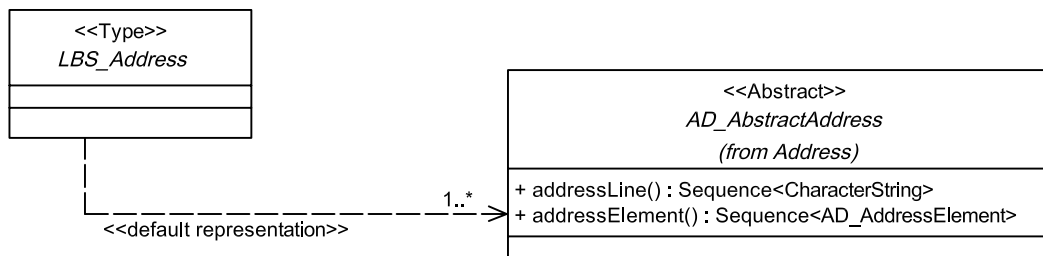 <<Type>>
LBS_Address
<<Abstract>>
AD_AbstractAddress
(from Address)
+ addressLine() : Sequence<CharacterString>
+ addressElement() : Sequence<AD_AddressElement>
1..*
<<default representation>>